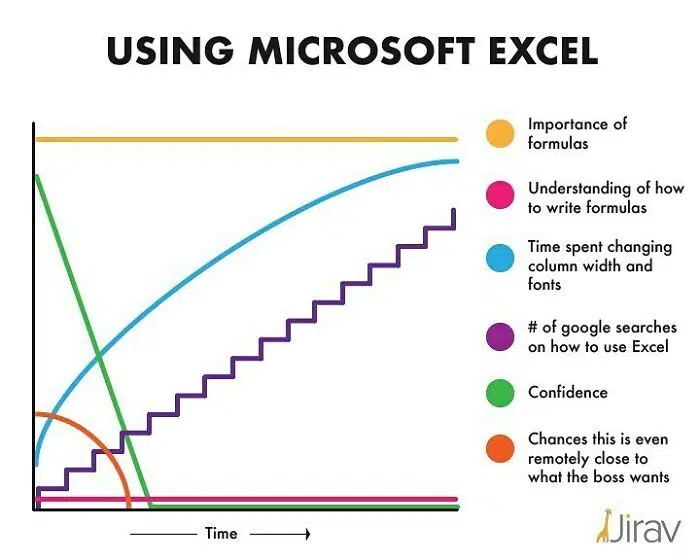 USING MICROSOFT EXCEL
Importance of
formulas
Understanding of how
to write formulas
Time spent changing
column width and
fonts
# of google searches
on how to use Excel
Confidence
Chances this is even
remotely close to
what the boss wants
Time
Jirav